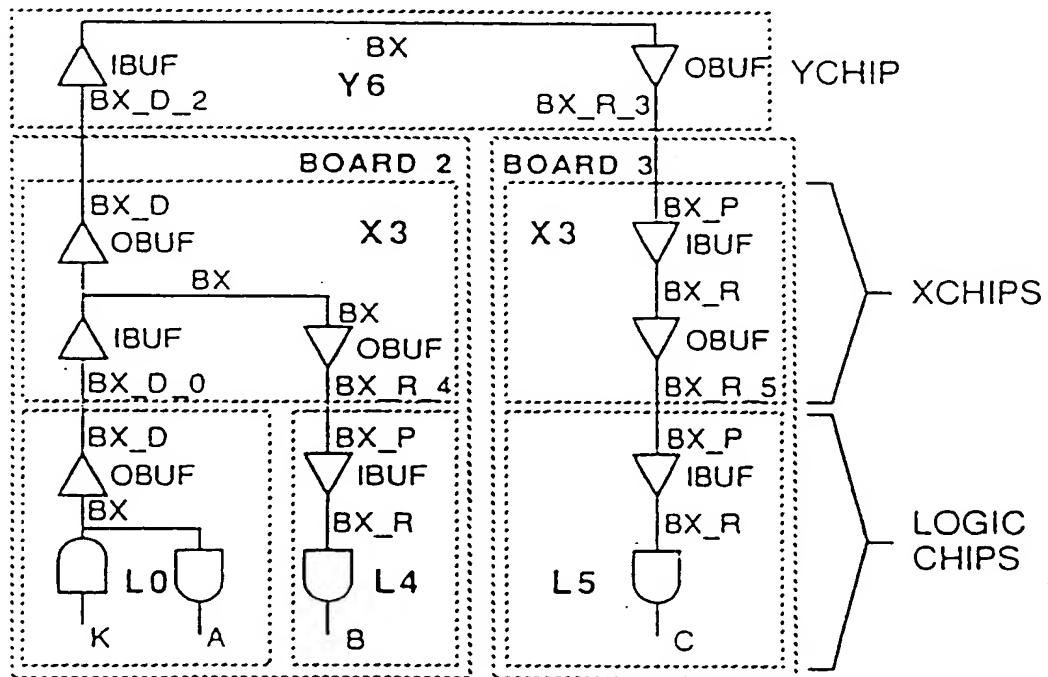 BX
IBUF
OBUF
YCHIP
Y6
BX_D_2
BX_R_3
BOARD 2
BOARD 3
BX_D
BX_P
X3
X3
OBUF
IBUF
BX
BX_R
BX
IBUF
OBUF
OBUF
XCHIPS
BX_D_0
BX_R_4
BX_R_5
BX_D
BX_P
BX_P
OBUF
IBUF
IBUF
BX
BX_R
BX_R
LOGIC
CHIPS
L0
L4
L5
K
A
B
C